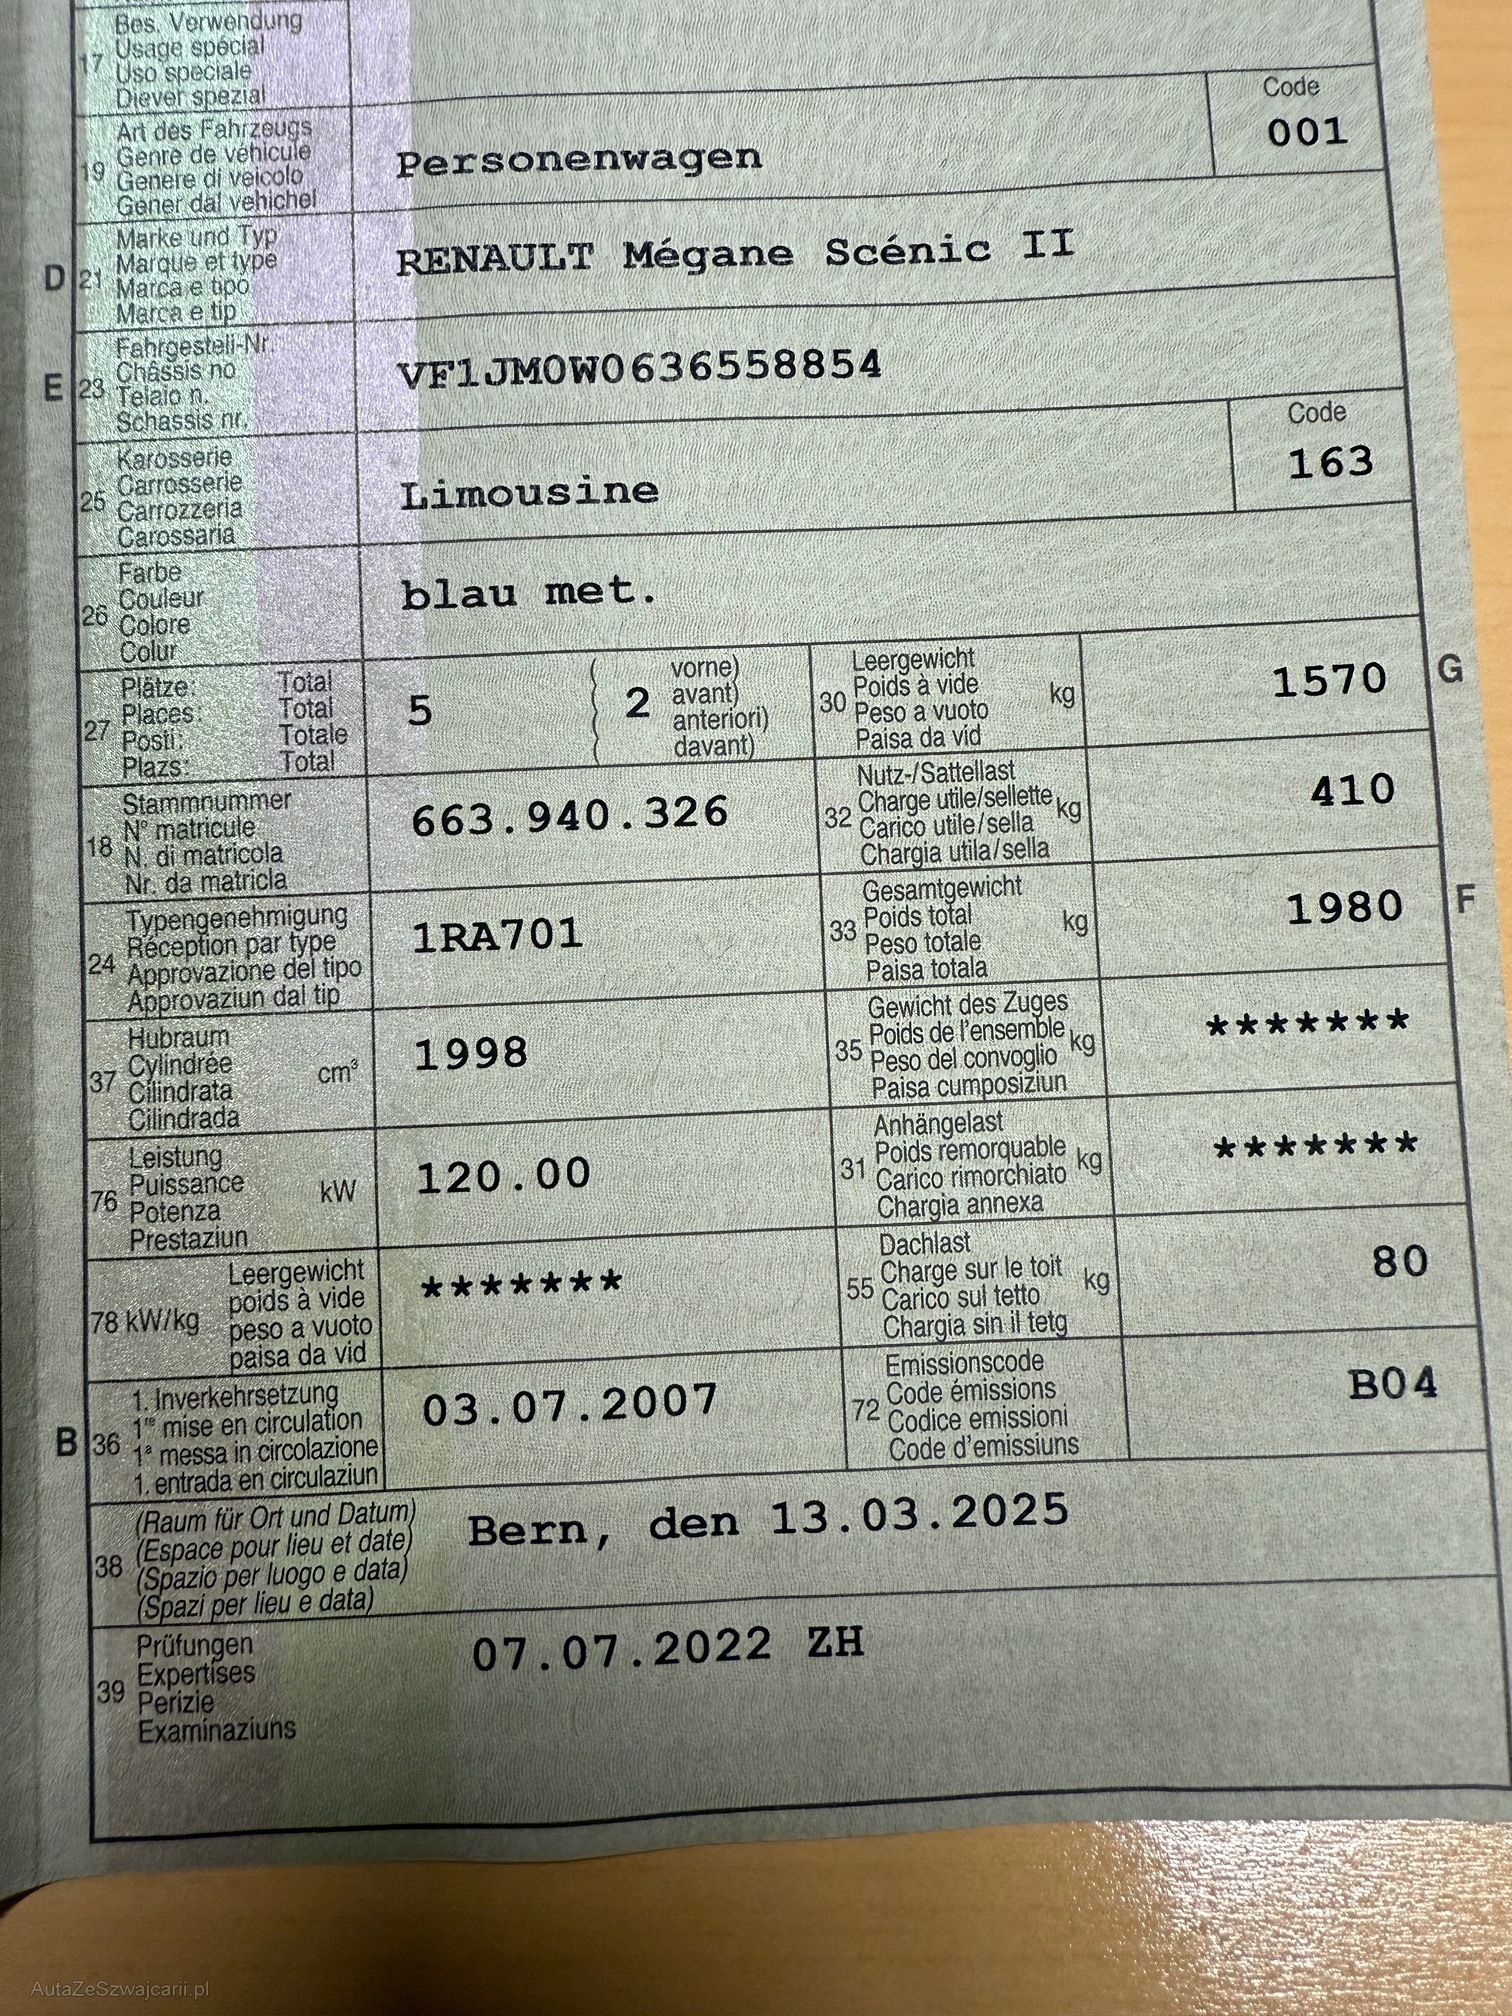 Bes. Verwendung
17 Usage spécial
Uso speciale
Diever spezial
Art des Fahrzeugs
19 Genre de véhicule
Genere di veicolo
Gener dal vehichel
Personenwagen
Code
001
Marke und Typ
D 21 Marque et type
Marca e tipo
Marca e tip
RENAULT Mégane Scénic II
Fahrgestell-Nr.
E 23 Châssis no
Telaio n.
Schassis nr.
VF1JM0W0636558854
Karosserie
25 Carrosserie
Carrozzeria
Carossaria
Limousine
Code
163
Farbe
26 Couleur
Colore
Colur
blau met.
Plätze: Total
27 Places: Total
Posti: Totale
Plazs: Total
5 ( 2 vorne)
avant)
anteriori)
davant)
Leergewicht
30 Poids à vide kg
Peso a vuoto
Paisa da vid
1570 G
Stammnummer
18 N° matricule
N. di matricola
Nr. da matricla
663.940.326
Nutz-/Sattellast
32 Charge utile/sellette kg
Carico utile/sella
Chargia utila/sella
410
Typengenehmigung
24 Réception par type
Approvazione del tipo
Approvaziun dal tip
1RA701
Gesamtgewicht
33 Poids total kg
Peso totale
Paisa totala
1980 F
Hubraum
37 Cylindrée cm³
Cilindrata
Cilindrada
1998
Gewicht des Zuges
35 Poids de l'ensemble kg
Peso del convoglio
Paisa cumposiziun
*******
Leistung
76 Puissance kW
Potenza
Prestaziun
120.00
Anhängelast
31 Poids remorquable kg
Carico rimorchiato
Chargia annexa
*******
Leergewicht
78 kW/kg poids à vide
peso a vuoto
paisa da vid
*******
Dachlast
55 Charge sur le toit kg
Carico sul tetto
Chargia sin il tetg
80
1. Inverkehrsetzung
B 36 1re mise en circulation
1a messa in circolazione
1. entrada en circulaziun
03.07.2007
Emissionscode
72 Code émissions
Codice emissioni
Code d'emissiuns
B04
(Raum für Ort und Datum)
38 (Espace pour lieu et date)
(Spazio per luogo e data)
(Spazi per lieu e data)
Bern, den 13.03.2025
Prüfungen
39 Expertises
Perizie
Examinaziuns
07.07.2022 ZH
AutaZeSzwajcarii.pl